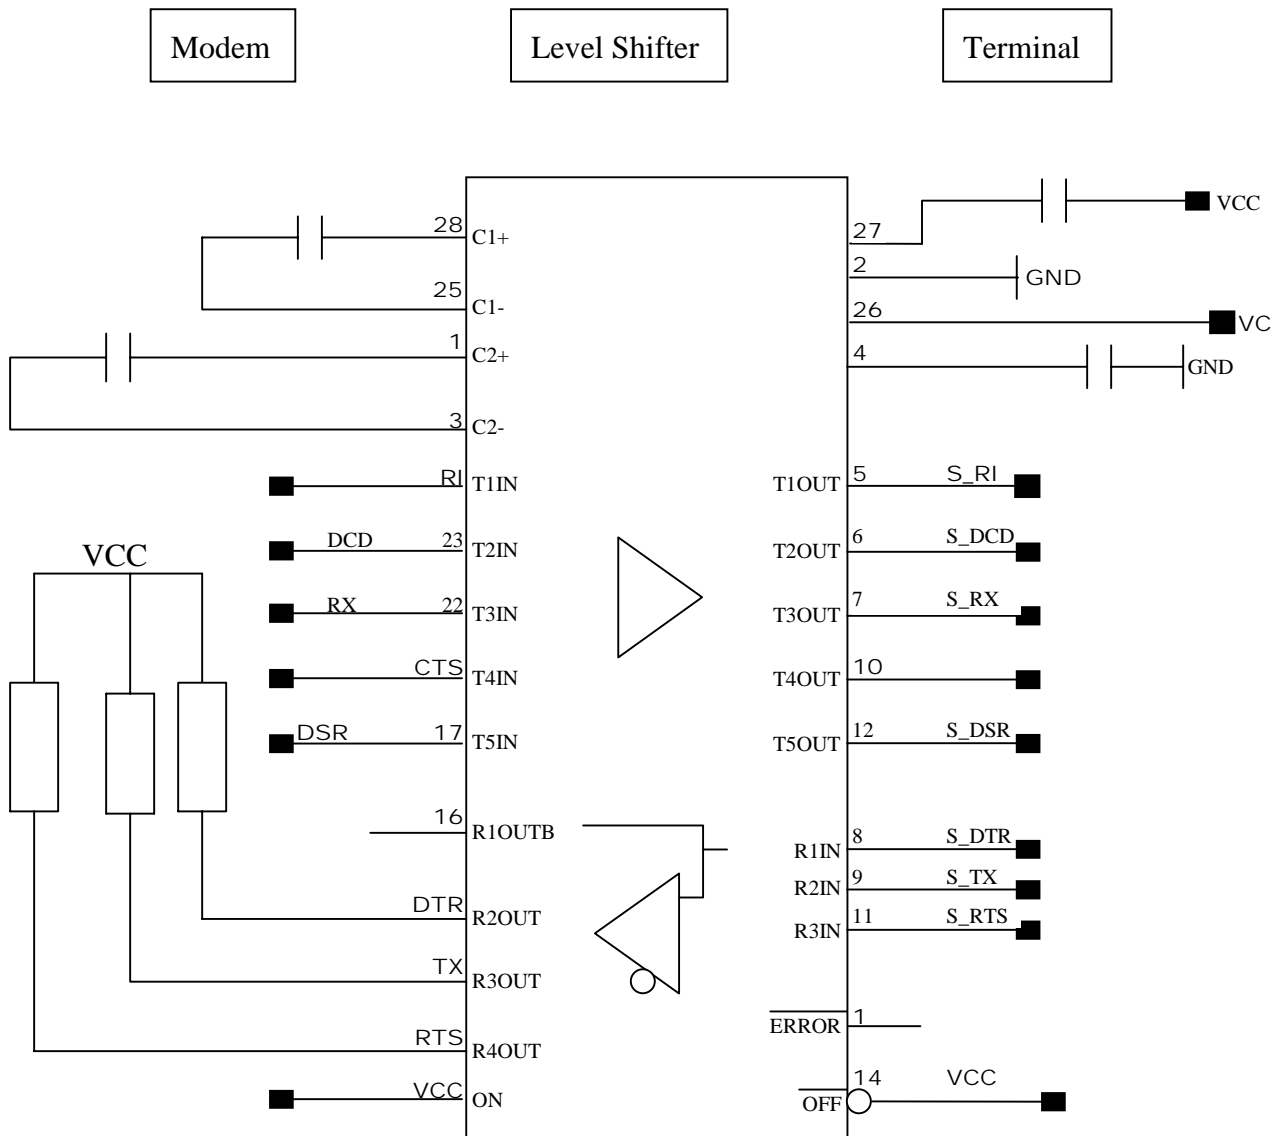 Modem
Level Shifter
Terminal
28 C1+
25 C1-
1 C2+
3 C2-
RI T1IN
DCD 23 T2IN
RX 22 T3IN
CTS T4IN
DSR 17 T5IN
VCC
16 R1OUTB
DTR R2OUT
TX R3OUT
RTS R4OUT
VCC ON
27 VCC
2 GND
26 VC
4 GND
T1OUT 5 S_RI
T2OUT 6 S_DCD
T3OUT 7 S_RX
T4OUT 10
T5OUT 12 S_DSR
R1IN 8 S_DTR
R2IN 9 S_TX
R3IN 11 S_RTS
ERROR 1
OFF 14 VCC